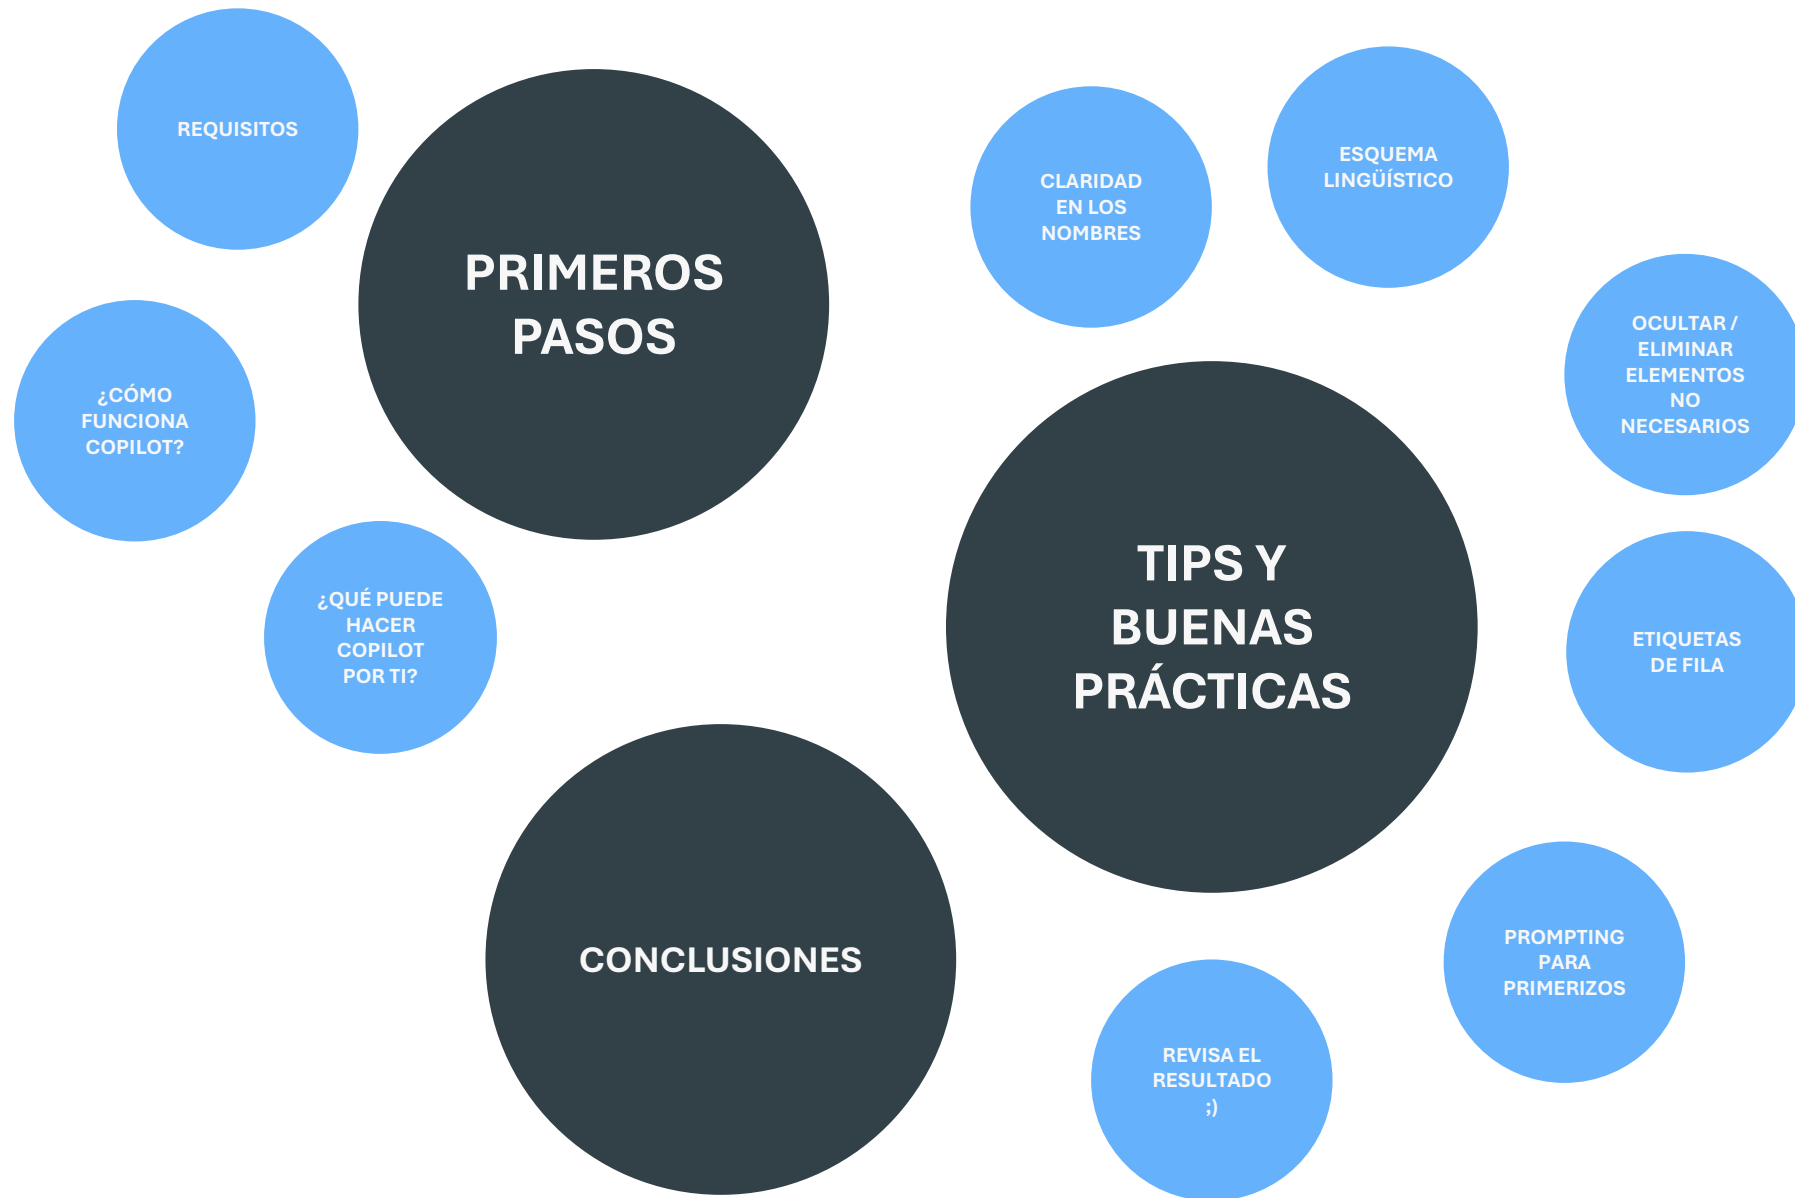 REQUISITOS
PRIMEROS
PASOS
¿CÓMO
FUNCIONA
COPILOT?
¿QUÉ PUEDE
HACER
COPILOT
POR TI?
CLARIDAD
EN LOS
NOMBRES
ESQUEMA
LINGÜÍSTICO
OCULTAR /
ELIMINAR
ELEMENTOS
NO
NECESARIOS
TIPS Y
BUENAS
PRÁCTICAS
ETIQUETAS
DE FILA
PROMPTING
PARA
PRIMERIZOS
REVISA EL
RESULTADO
;)
CONCLUSIONES